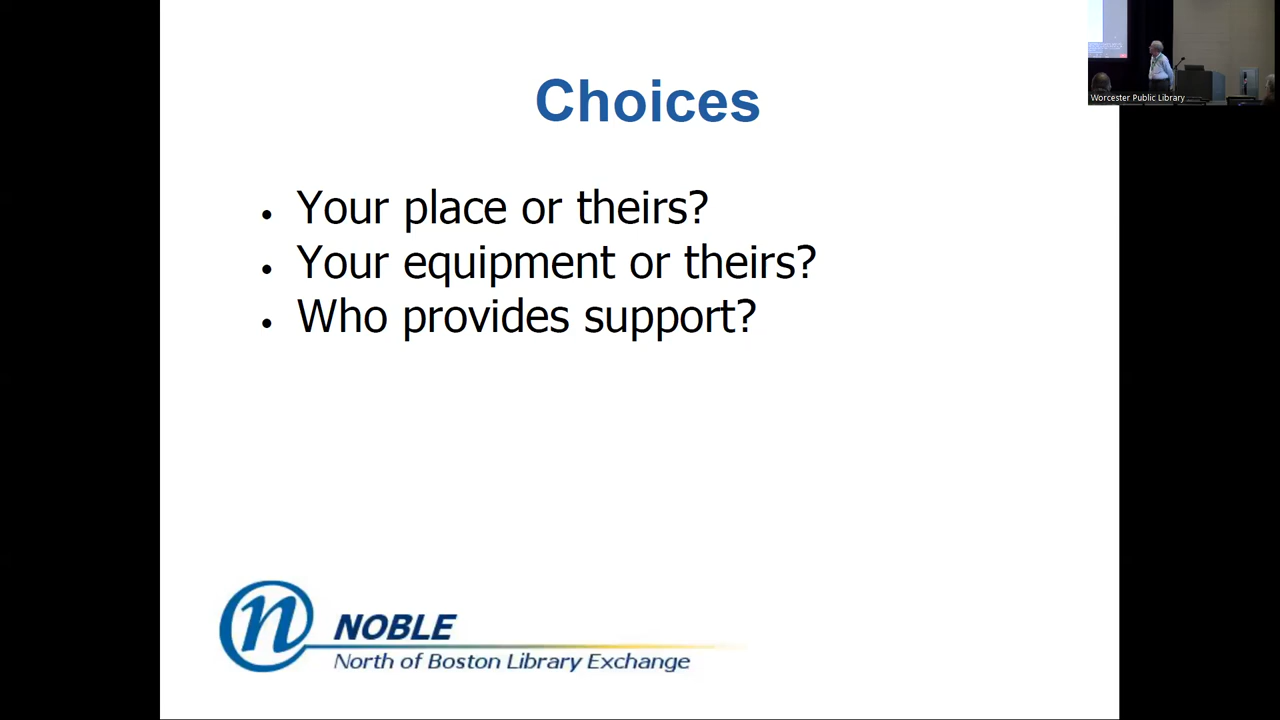 Choices
• Your place or theirs?
• Your equipment or theirs?
• Who provides support?
n NOBLE
North of Boston Library Exchange
Worcester Public Library